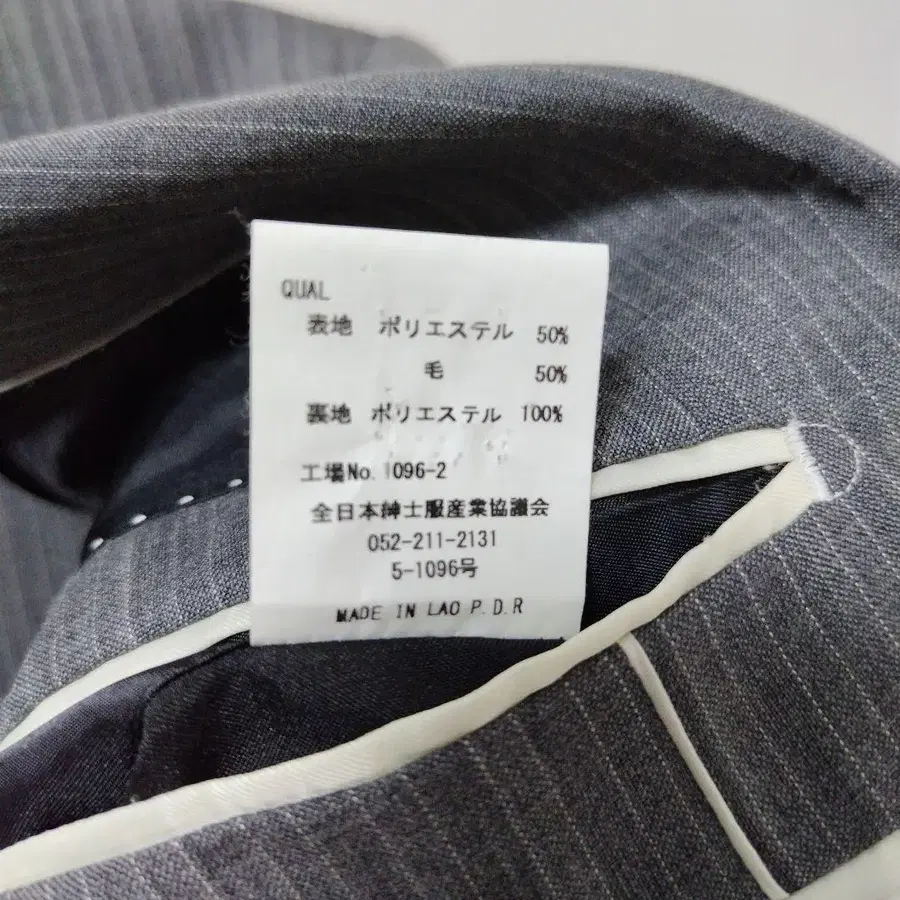 QUAL
表地 ポリエステル 50%
毛 50%
裏地 ポリエステル 100%
工場No. 1096-2
全日本紳士服産業協議会
052-211-2131
5-1096号
MADE IN LAO P.D.R